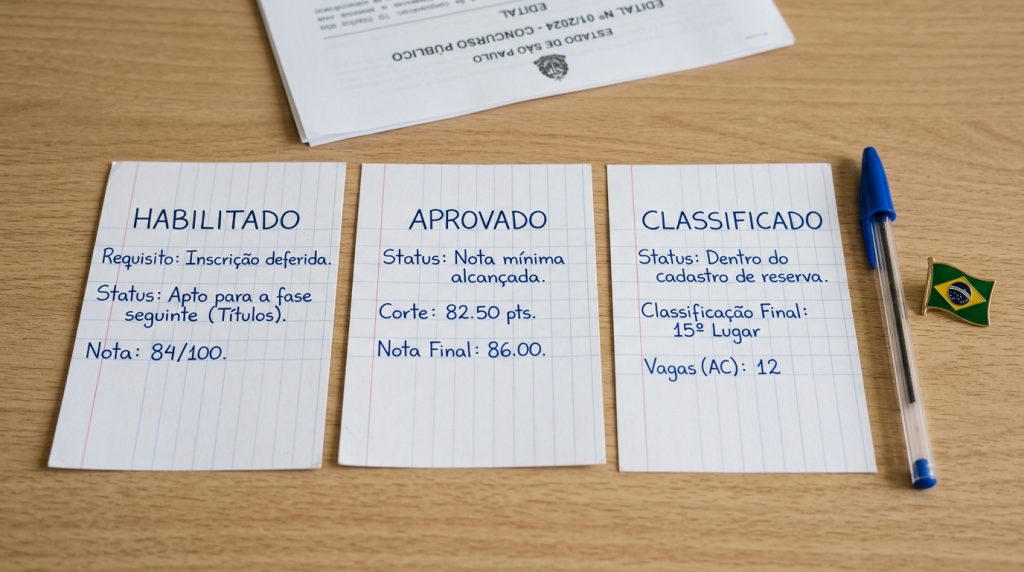 ESTADO DE SÃO PAULO
EDITAL Nº 01/2024 - CONCURSO PÚBLICO
EDITAL
HABILITADO
Requisito: Inscrição deferida.
Status: Apto para a fase
seguinte (Títulos).
Nota: 84/100.
APROVADO
Status: Nota mínima
alcançada.
Corte: 82.50 pts.
Nota Final: 86.00.
CLASSIFICADO
Status: Dentro do
cadastro de reserva.
Classificação Final:
15º Lugar
Vagas (AC): 12